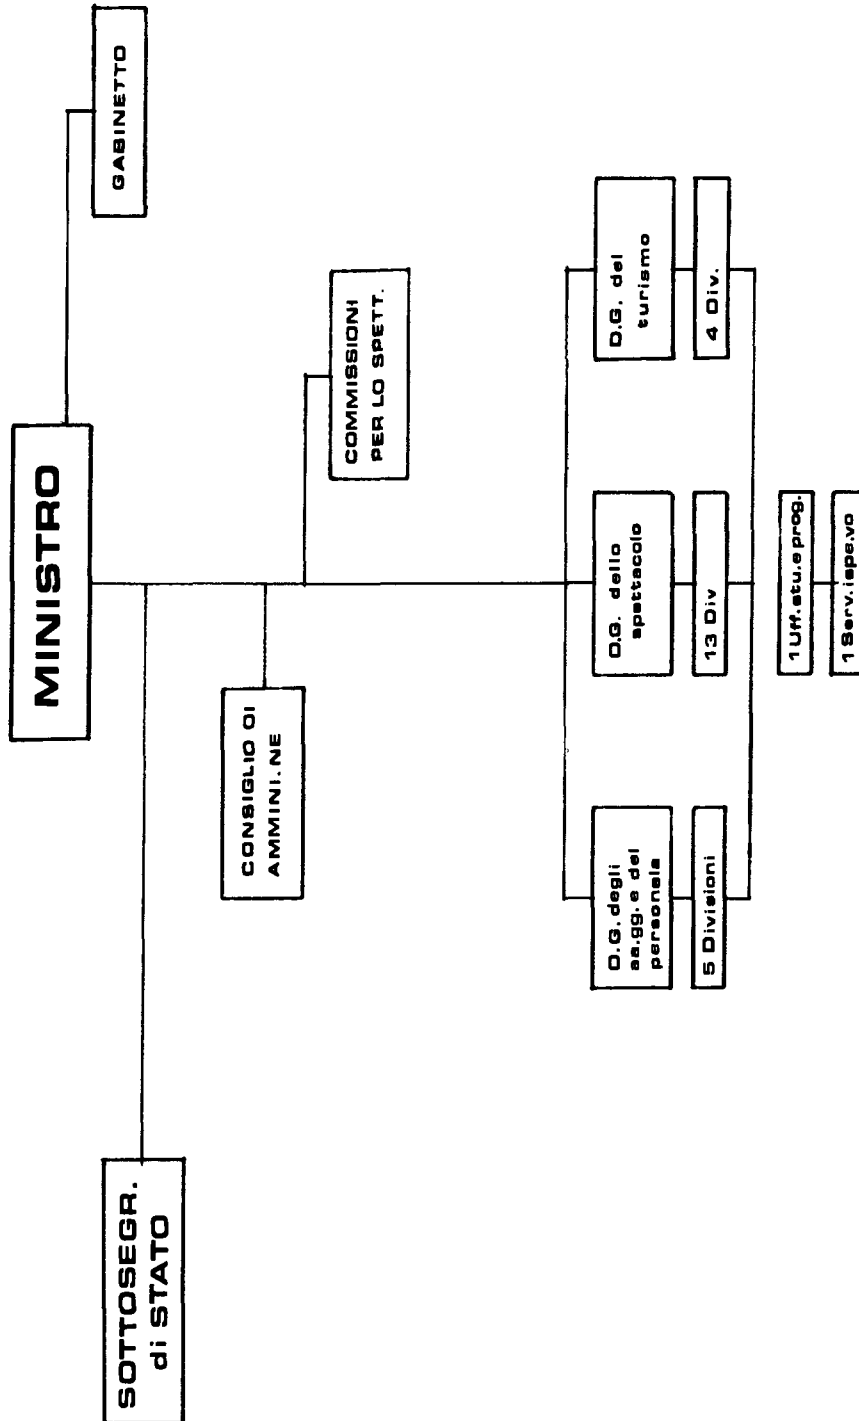 MINISTRO
GABINETTO
SOTTOSEGR.
di STATO
CONSIGLIO DI
AMMINI.NE
COMMISSIONI
PER LO SPETT.
D.G. degli
aa.gg. e del
personale
5 Divisioni
D.G. dello
spettacolo
13 Div
D.G. del
turismo
4 Div.
1 Uff. stu. e prog.
1 Serv. ispe.vo